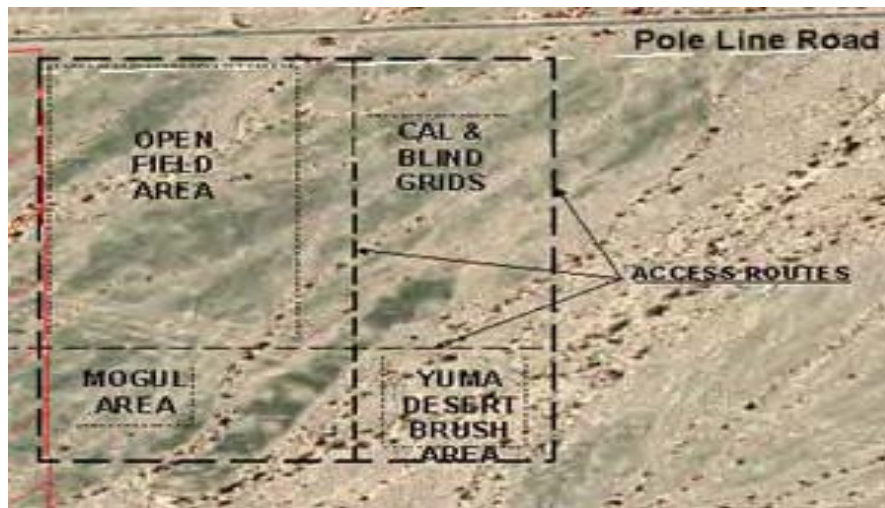 Pole Line Road
OPEN
FIELD
AREA
CAL &
BLIND
GRIDS
ACCESS ROUTES
MOGUL
AREA
YUMA
DESERT
BRUSH
AREA